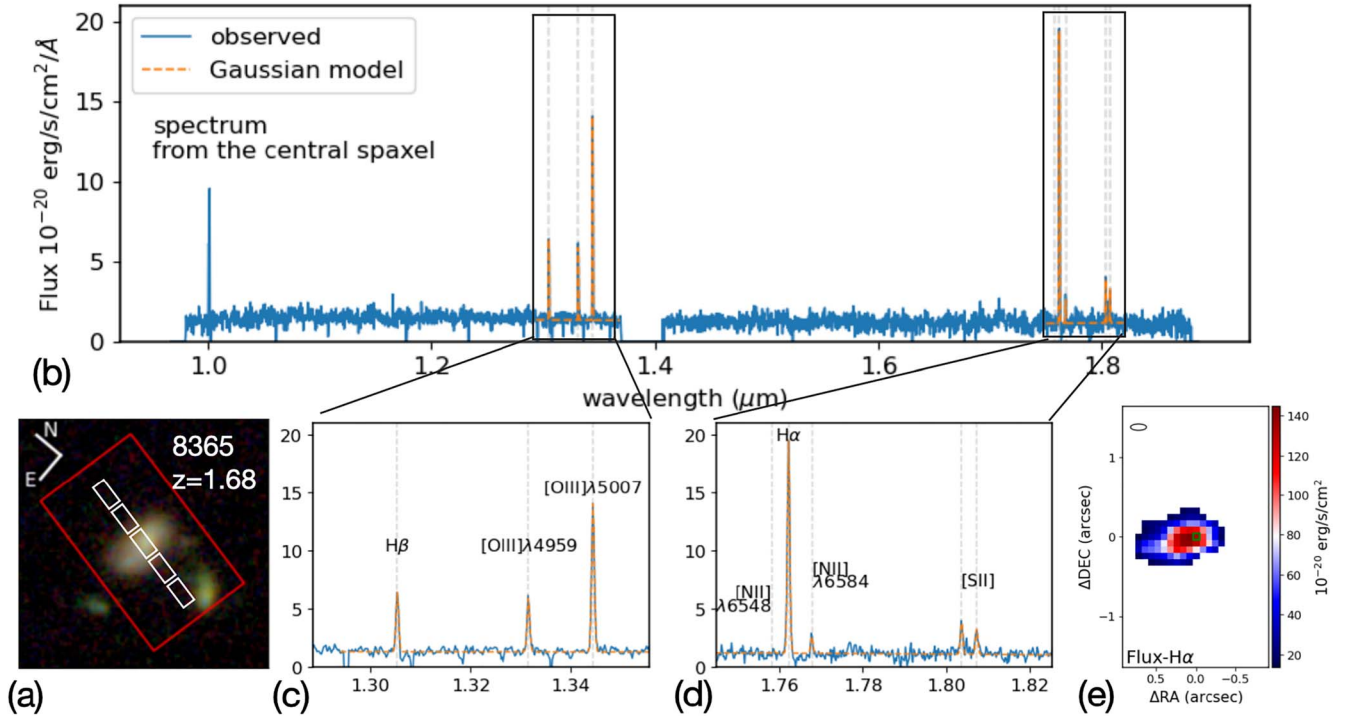 observed
Gaussian model
spectrum
from the central spaxel
Flux 10⁻²⁰ erg/s/cm²/Å
20
15
10
5
0
1.0
1.2
1.4
1.6
1.8
wavelength (μm)
(b)
N
E
8365
z=1.68
(a)
20
15
10
5
0
Hβ
[OIII]λ4959
[OIII]λ5007
1.30
1.32
1.34
(c)
20
15
10
5
0
Hα
[NII]
λ6548
[NII]
λ6584
[SII]
1.76
1.78
1.80
1.82
(d)
ΔDEC (arcsec)
1
0
−1
Flux-Hα
0.5
0.0
−0.5
ΔRA (arcsec)
140
120
100
80
60
40
20
10⁻²⁰ erg/s/cm²
(e)